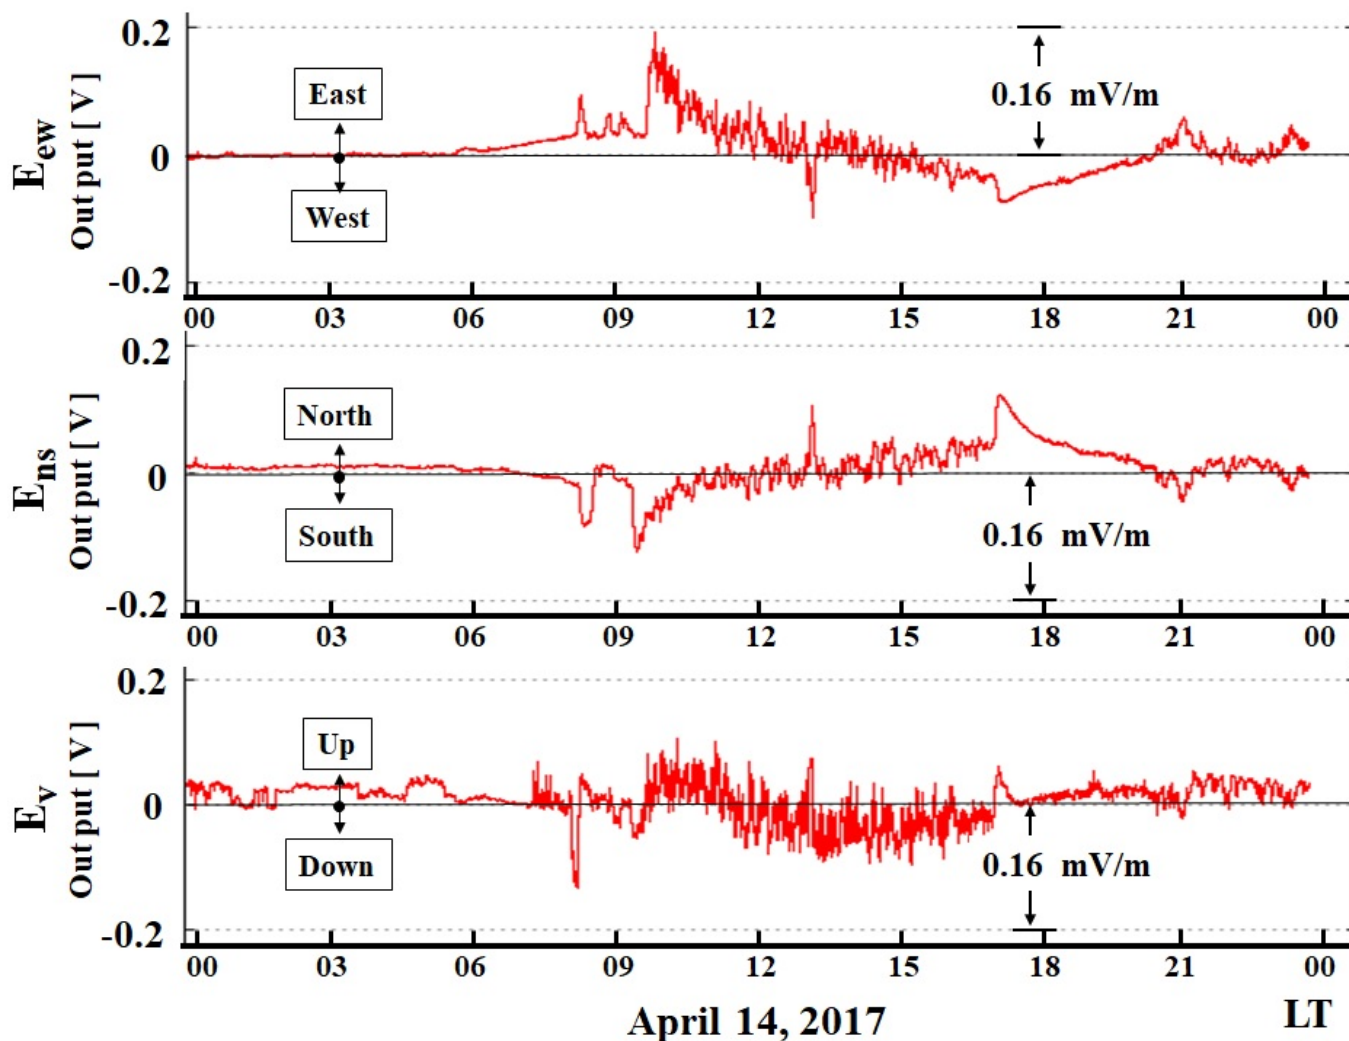 0.2
East
0.16 mV/m
E_ew
Out put [ V]
0
West
-0.2
00 03 06 09 12 15 18 21 00
0.2
North
E_ns
Out put [ V]
0
South
0.16 mV/m
-0.2
00 03 06 09 12 15 18 21 00
0.2
Up
E_v
Out put [ V]
0
Down
0.16 mV/m
-0.2
00 03 06 09 12 15 18 21 00
April 14, 2017
LT